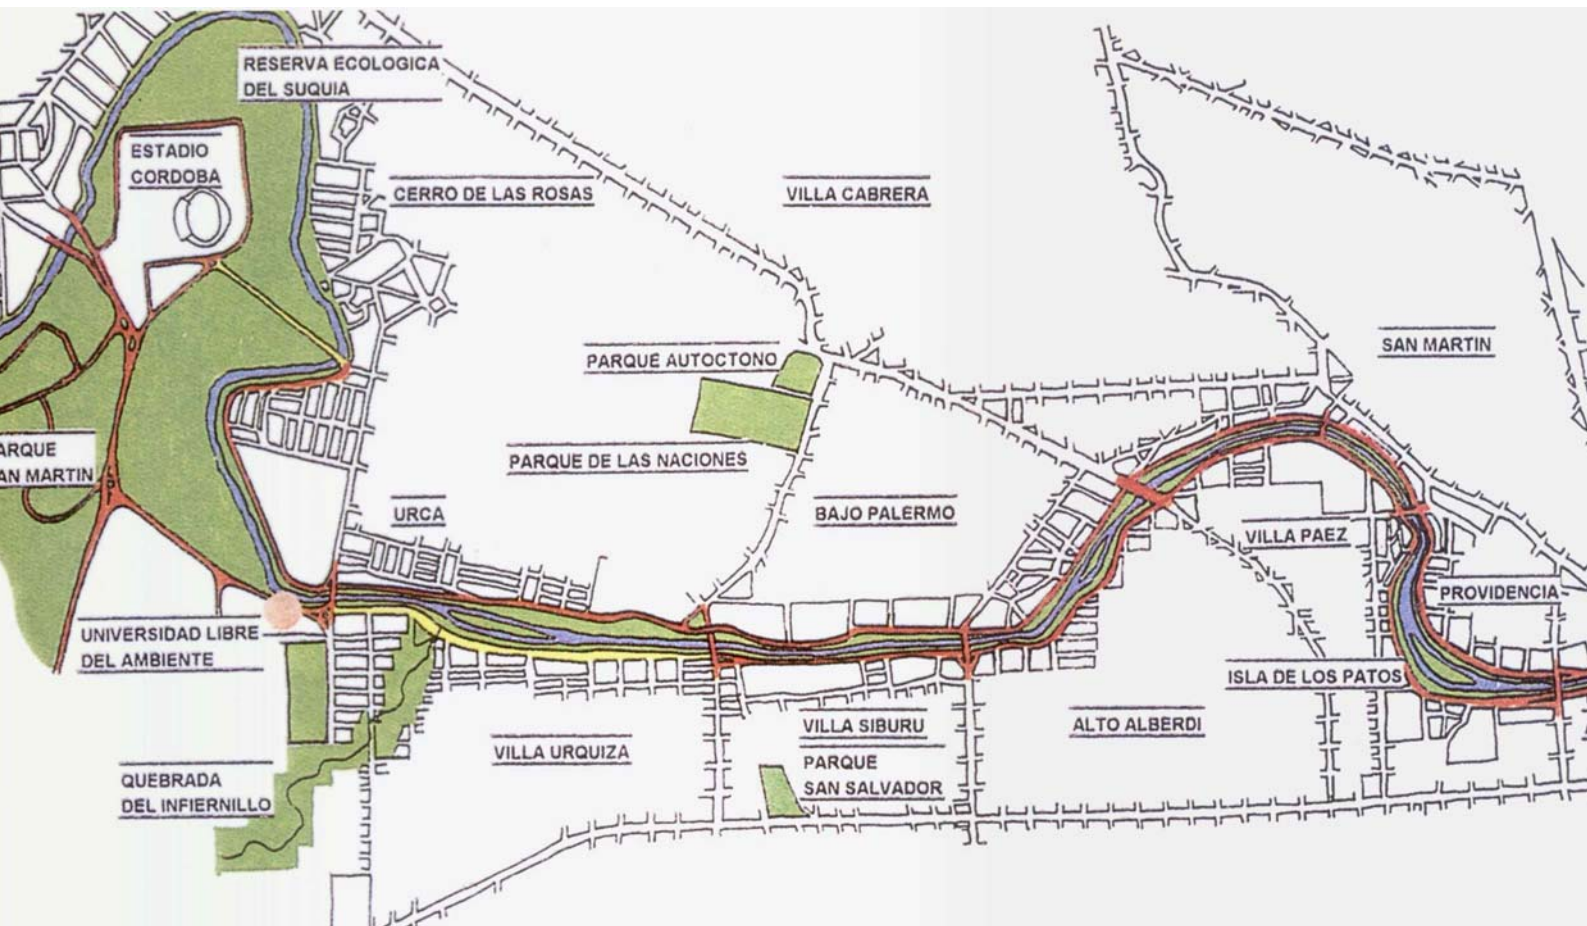 RESERVA ECOLOGICA
DEL SUQUIA
ESTADIO
CORDOBA
CERRO DE LAS ROSAS
VILLA CABRERA
SAN MARTIN
PARQUE AUTOCTONO
ARQUE
AN MARTIN
PARQUE DE LAS NACIONES
URCA
BAJO PALERMO
VILLA PAEZ
PROVIDENCIA
UNIVERSIDAD LIBRE
DEL AMBIENTE
ISLA DE LOS PATOS
VILLA SIBURU
ALTO ALBERDI
VILLA URQUIZA
PARQUE
SAN SALVADOR
QUEBRADA
DEL INFIERNILLO